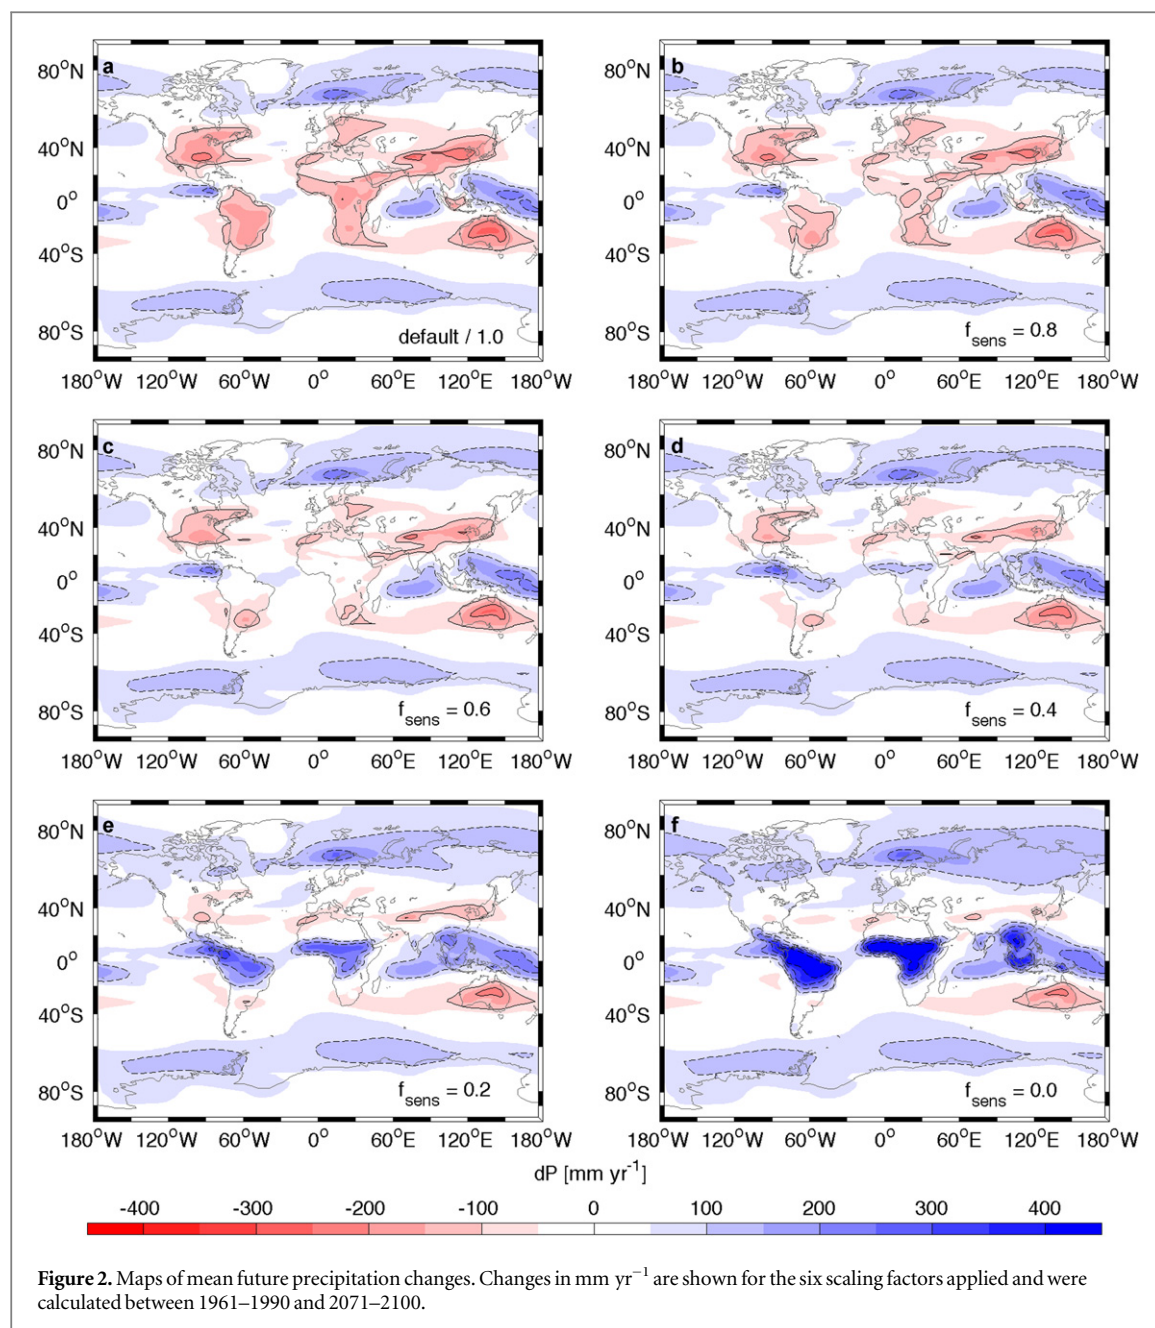 a
b
80°N
40°N
0°
40°S
80°S
default / 1.0
180°W 120°W 60°W 0° 60°E 120°E 180°W
80°N
40°N
0°
40°S
80°S
f_sens = 0.8
180°W 120°W 60°W 0° 60°E 120°E 180°W
c
d
80°N
40°N
0°
40°S
80°S
f_sens = 0.6
180°W 120°W 60°W 0° 60°E 120°E 180°W
80°N
40°N
0°
40°S
80°S
f_sens = 0.4
180°W 120°W 60°W 0° 60°E 120°E 180°W
e
f
80°N
40°N
0°
40°S
80°S
f_sens = 0.2
180°W 120°W 60°W 0° 60°E 120°E 180°W
80°N
40°N
0°
40°S
80°S
f_sens = 0.0
180°W 120°W 60°W 0° 60°E 120°E 180°W
dP [mm yr⁻¹]
-400 -300 -200 -100 0 100 200 300 400
Figure 2. Maps of mean future precipitation changes. Changes in mm yr⁻¹ are shown for the six scaling factors applied and were
calculated between 1961–1990 and 2071–2100.